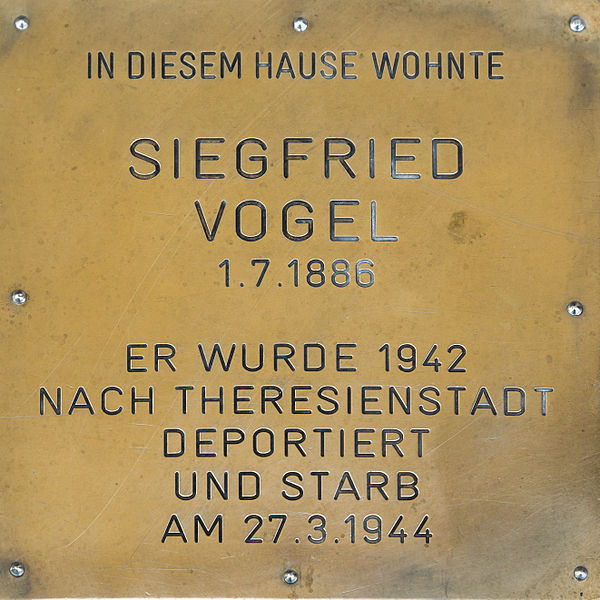 IN DIESEM HAUSE WOHNTE
SIEGFRIED
VOGEL
1.7.1886
ER WURDE 1942
NACH THERESIENSTADT
DEPORTIERT
UND STARB
AM 27.3.1944